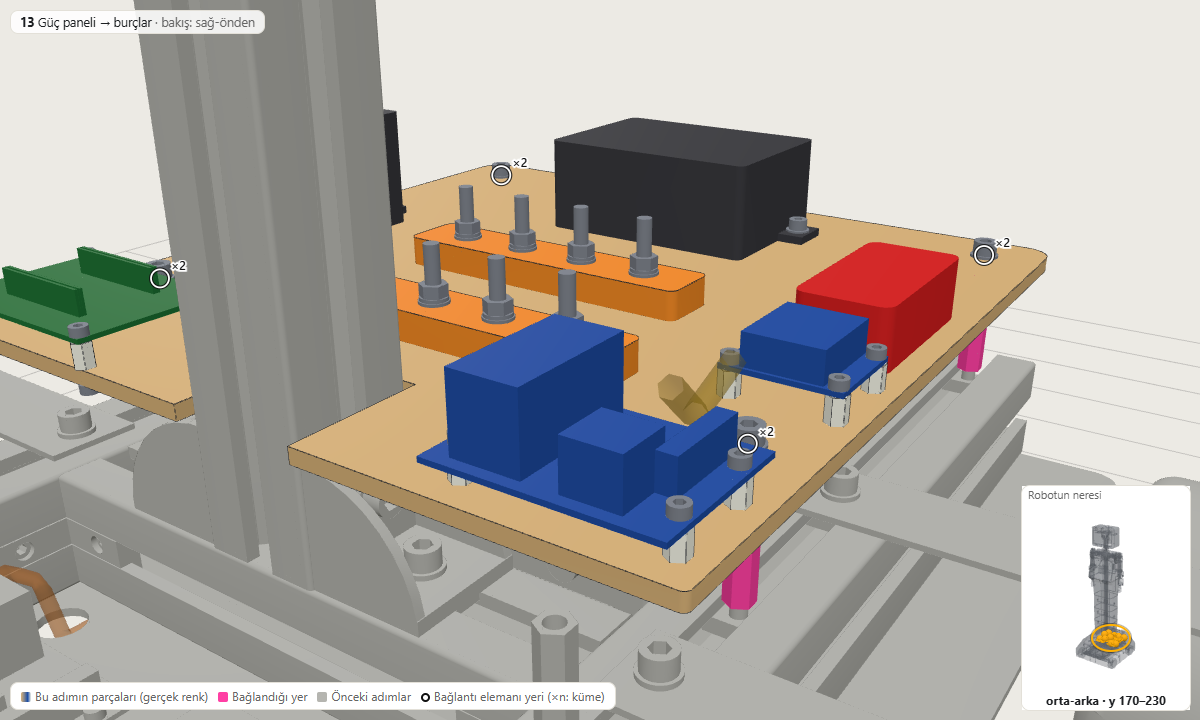 13 Güç paneli → burçlar · bakış: sağ-önden
×2
×2
×2
×2
Robotun neresi
orta-arka · y 170–230
Bu adımın parçaları (gerçek renk)
Bağlandığı yer
Önceki adımlar
Bağlantı elemanı yeri (×n: küme)